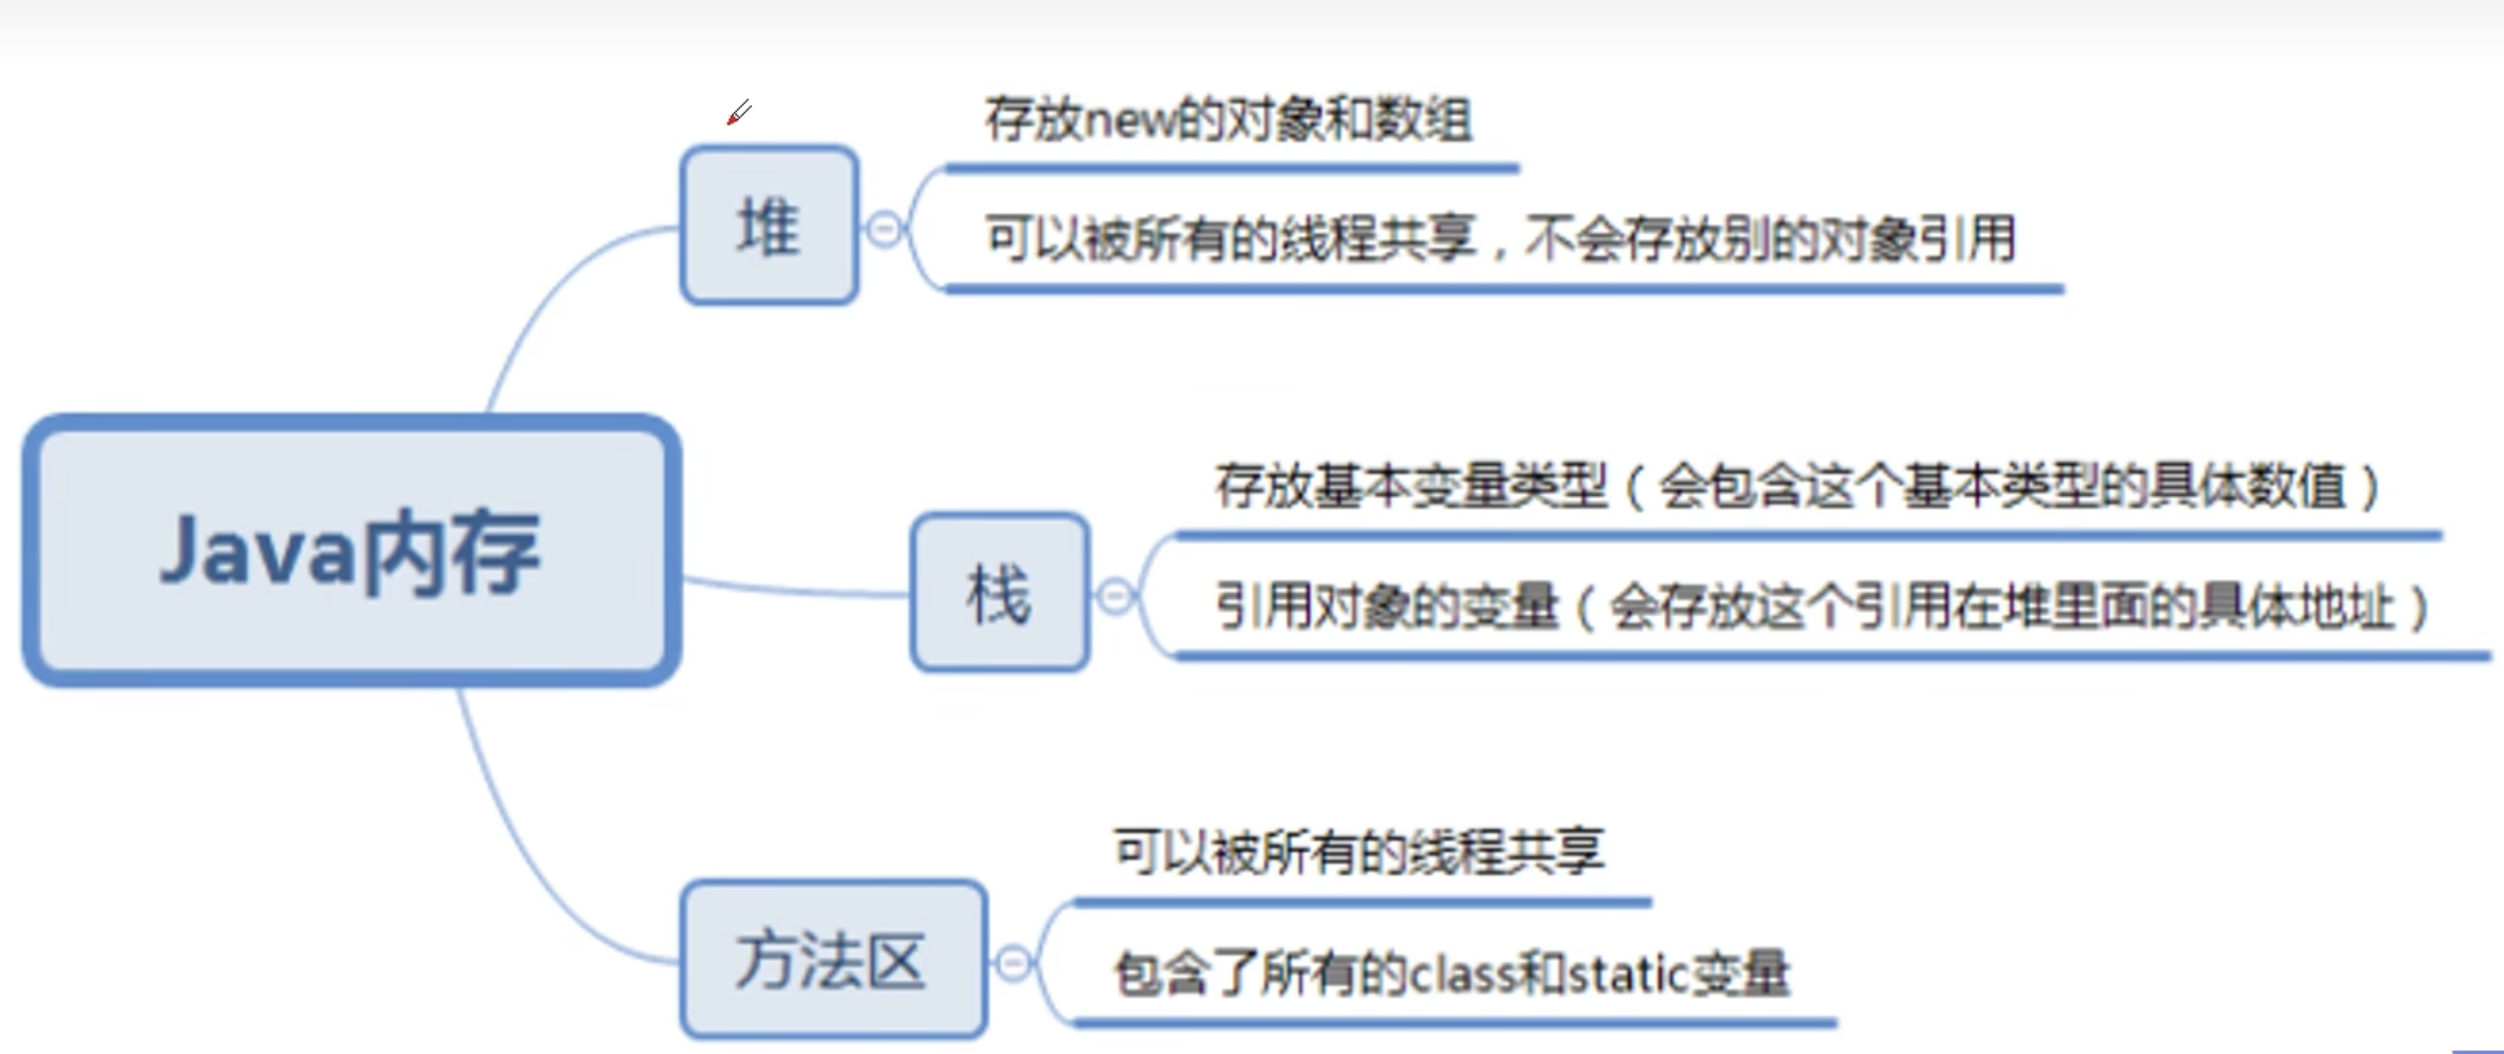 存放new的对象和数组
堆
可以被所有的线程共享，不会存放别的对象引用
存放基本变量类型（会包含这个基本类型的具体数值）
Java内存
栈
引用对象的变量（会存放这个引用在堆里面的具体地址）
可以被所有的线程共享
方法区
包含了所有的class和static变量